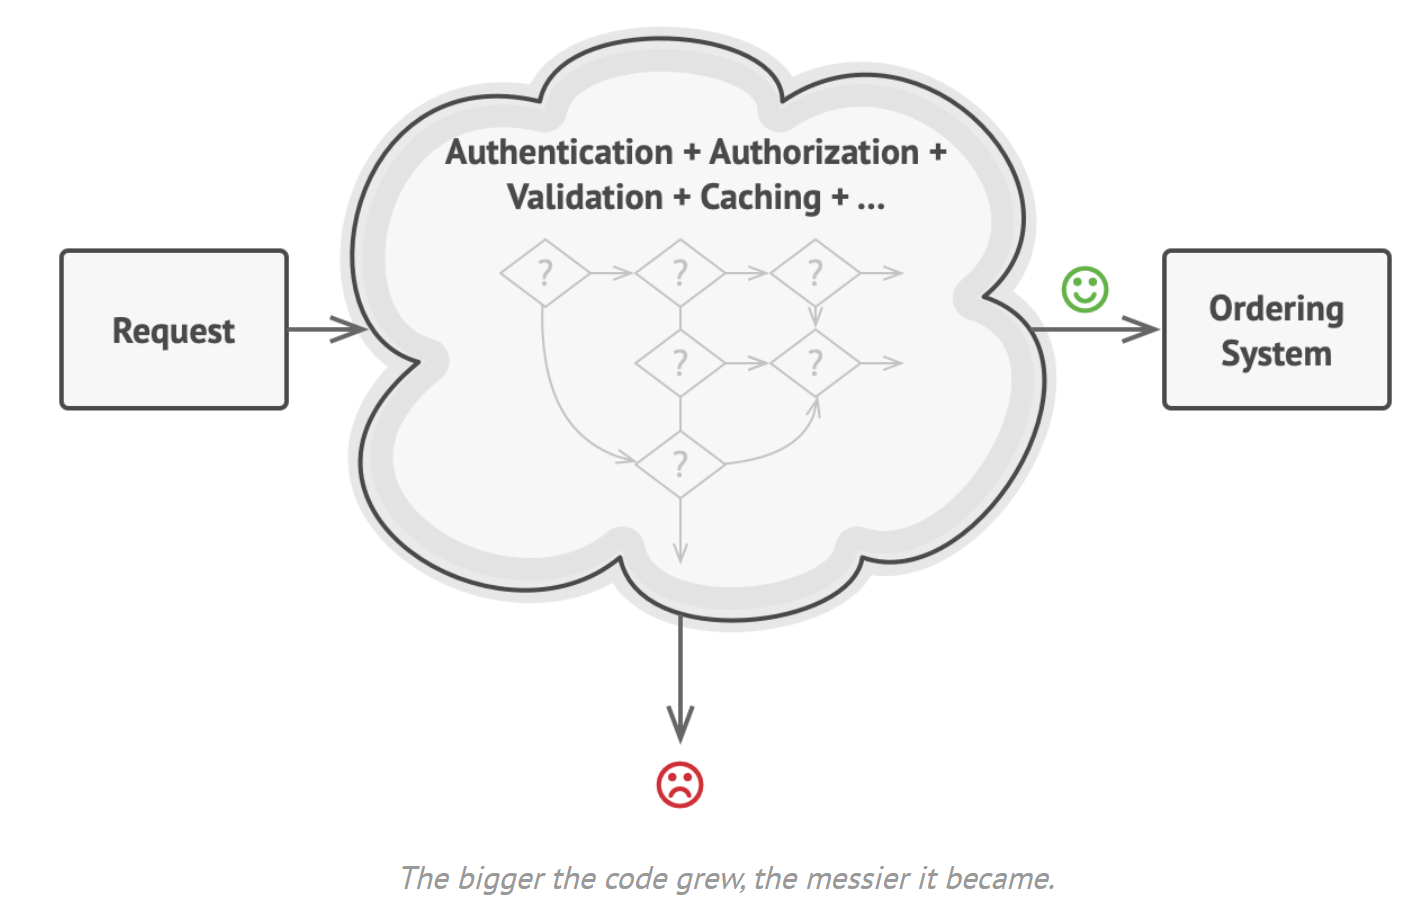 Authentication + Authorization +
Validation + Caching + ...
? ? ?
Request
Ordering
System
? ?
?
The bigger the code grew, the messier it became.